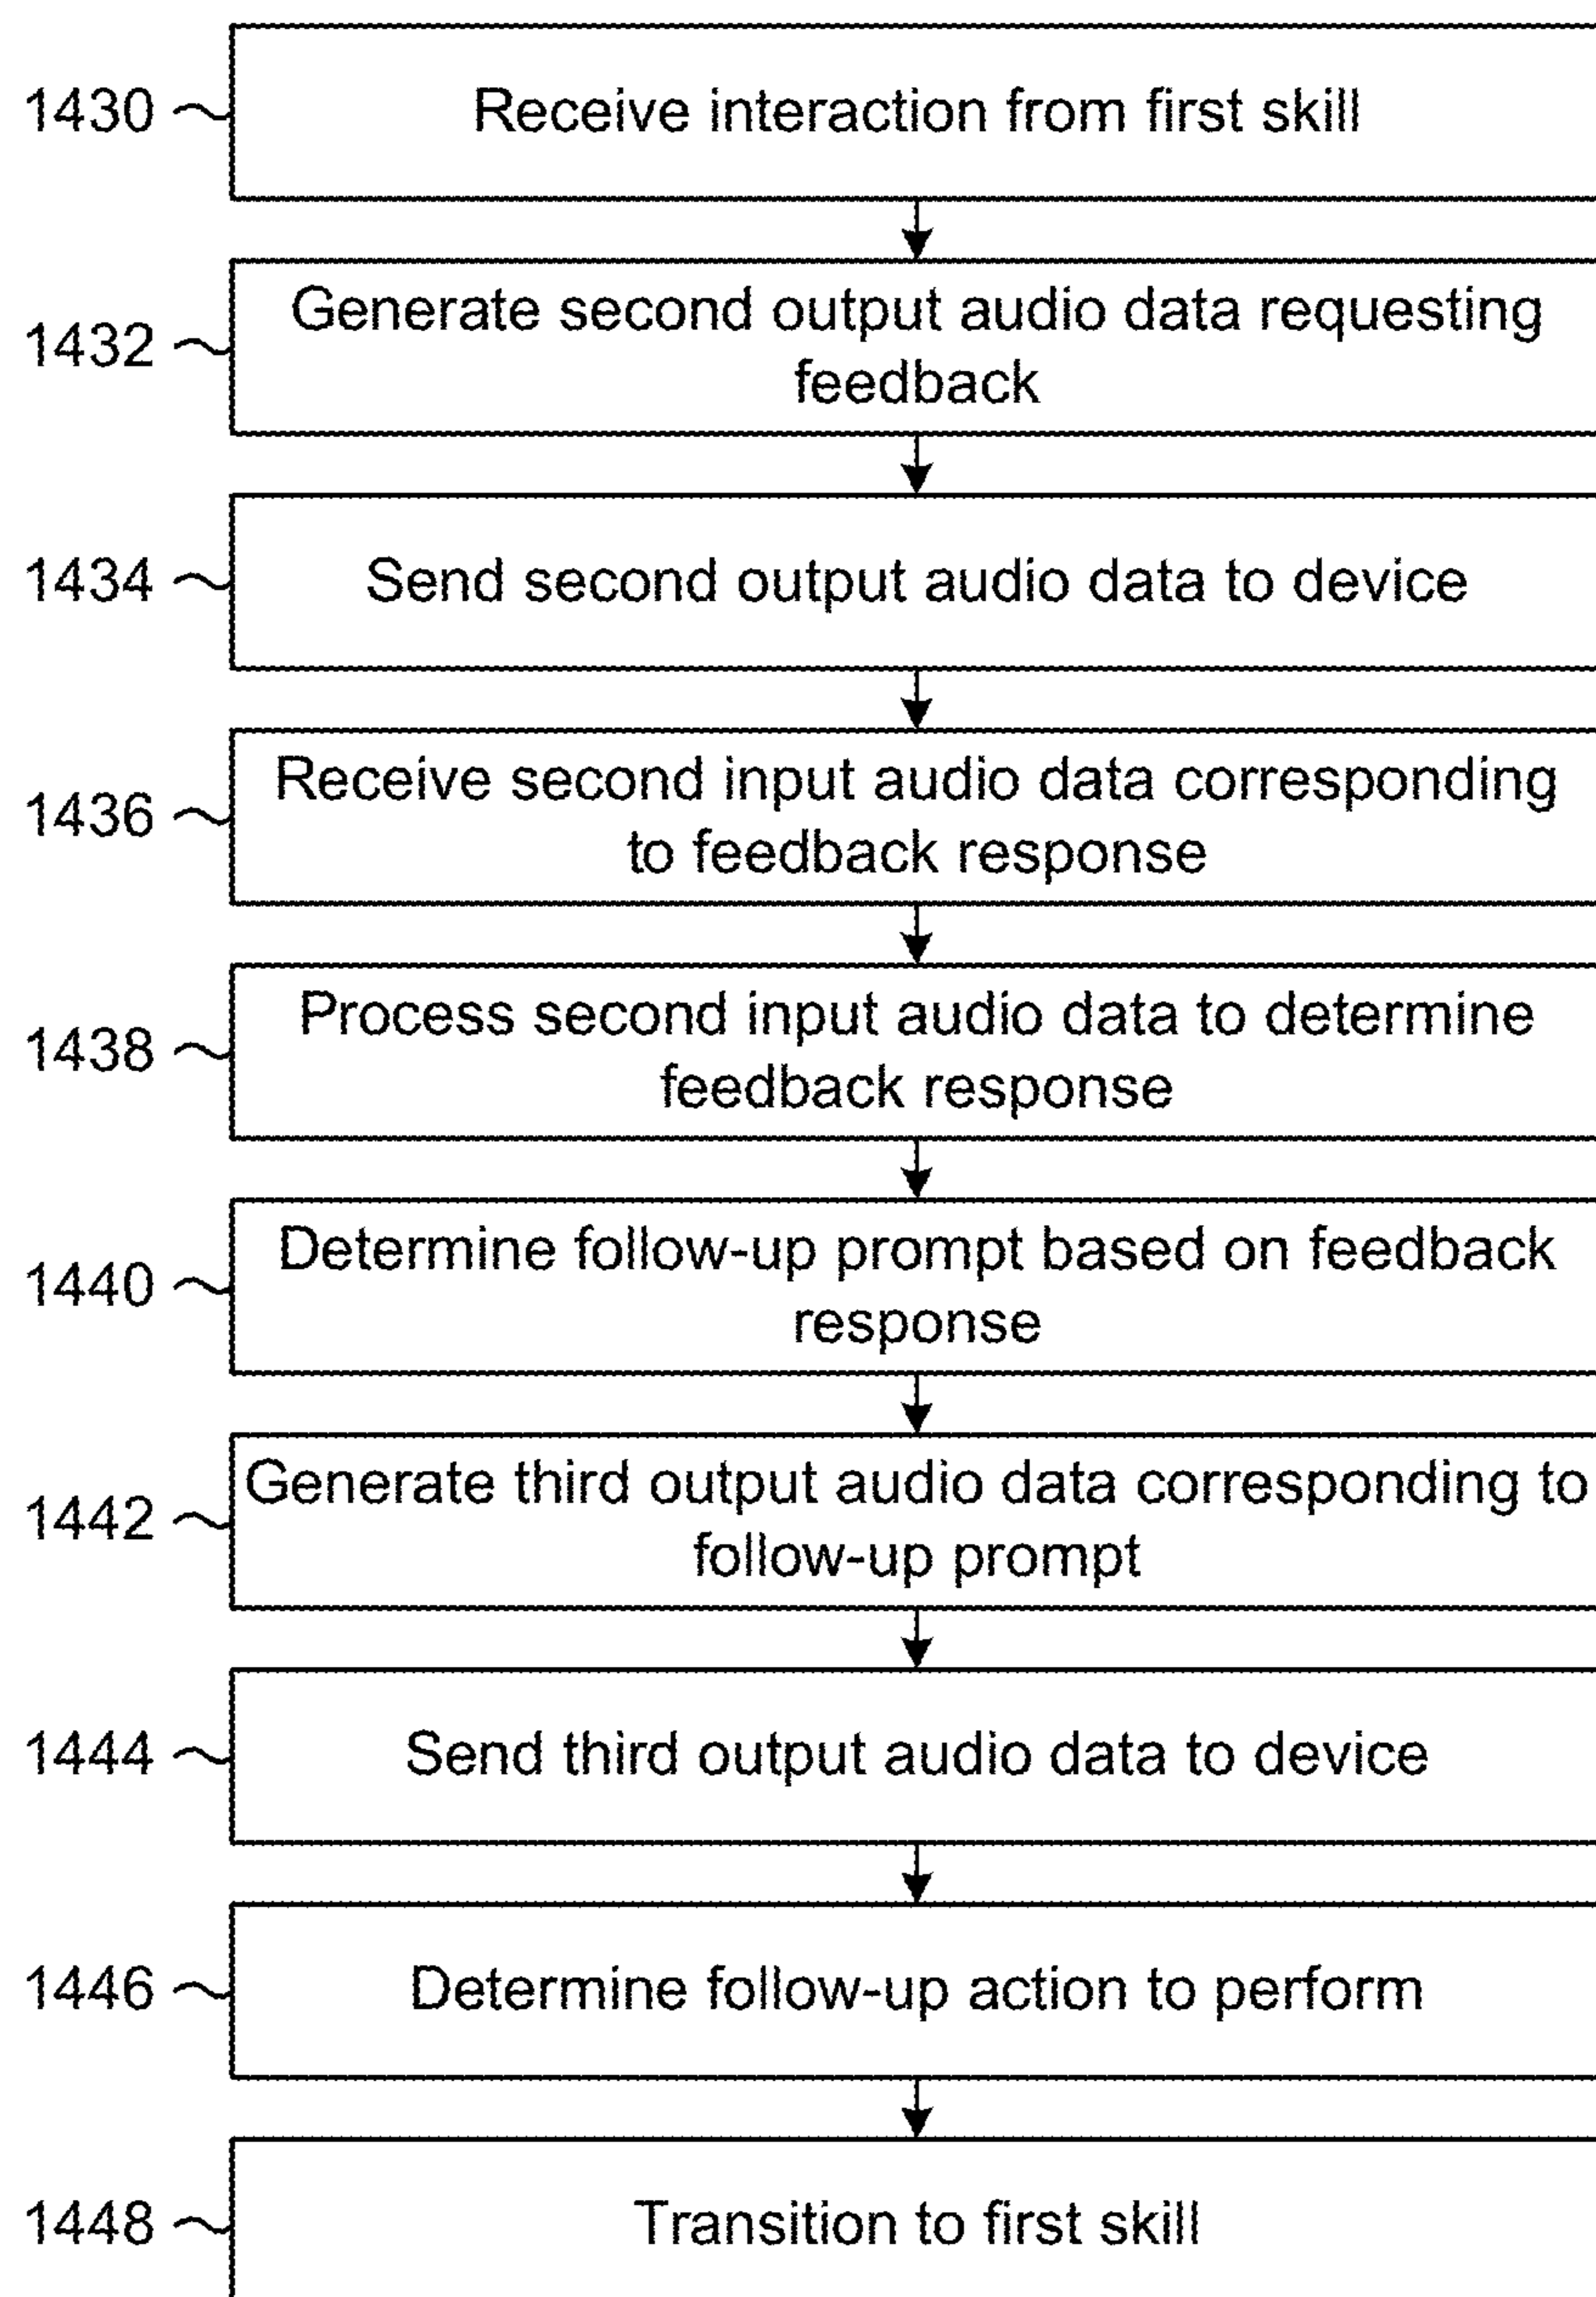 1430
Receive interaction from first skill
1432
Generate second output audio data requesting
feedback
1434
Send second output audio data to device
1436
Receive second input audio data corresponding
to feedback response
1438
Process second input audio data to determine
feedback response
1440
Determine follow-up prompt based on feedback
response
1442
Generate third output audio data corresponding to
follow-up prompt
1444
Send third output audio data to device
1446
Determine follow-up action to perform
1448
Transition to first skill